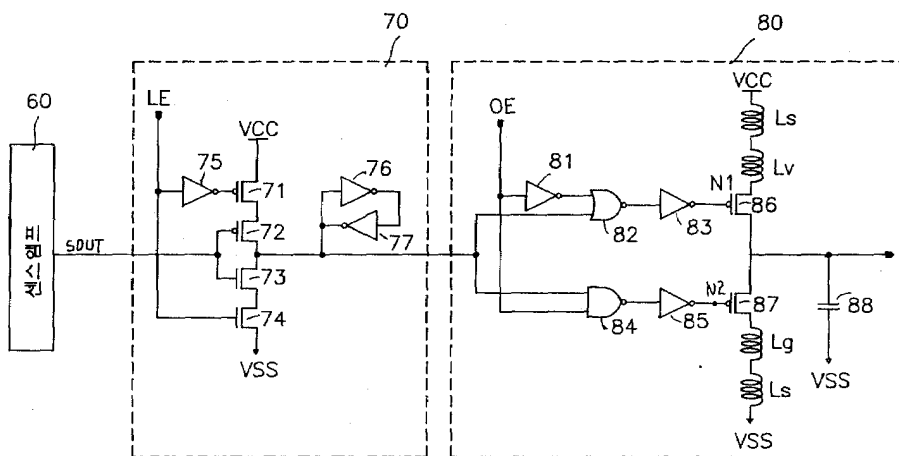 70
80
60
LE
VCC
75
71
72
73
74
VSS
76
77
SOUT
센스앰프
OE
81
82
83
84
85
N1
N2
VCC
Ls
Lv
86
87
Lg
Ls
VSS
88
VSS